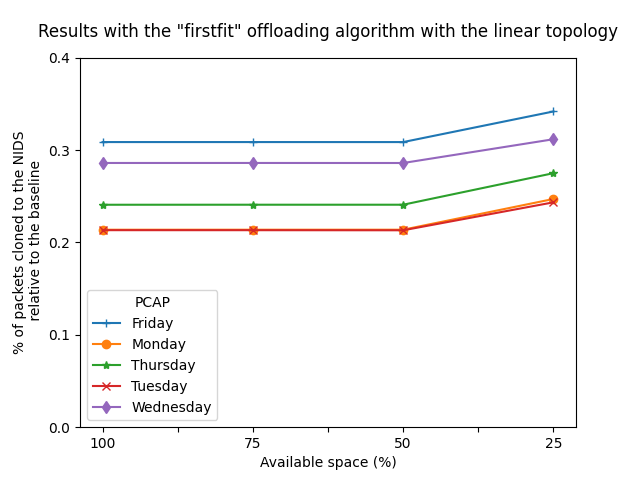 Results with the "firstfit" offloading algorithm with the linear topology
% of packets cloned to the NIDS
relative to the baseline
0.4
0.3
0.2
0.1
0.0
PCAP
Friday
Monday
Thursday
Tuesday
Wednesday
100 75 50 25
Available space (%)